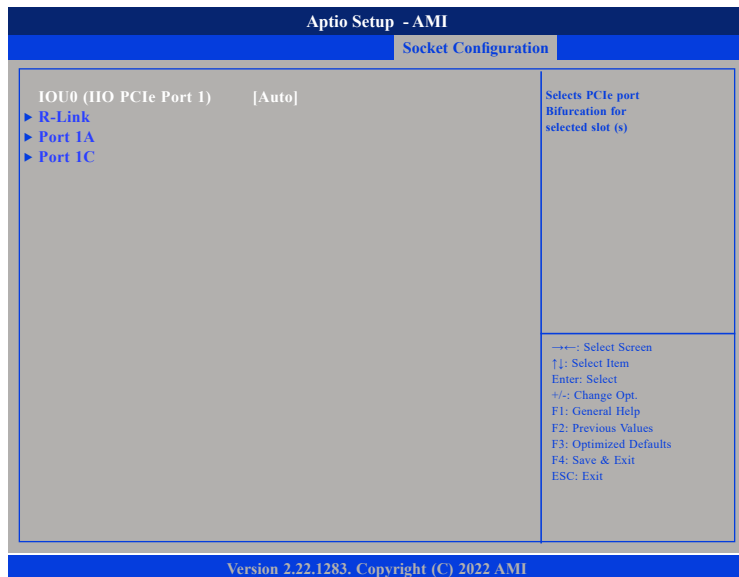 Aptio Setup - AMI
Socket Configuration
IOU0 (IIO PCIe Port 1) [Auto]
▶ R-Link
▶ Port 1A
▶ Port 1C
Selects PCIe port
Bifurcation for
selected slot (s)
→←: Select Screen
↑↓: Select Item
Enter: Select
+/-: Change Opt.
F1: General Help
F2: Previous Values
F3: Optimized Defaults
F4: Save & Exit
ESC: Exit
Version 2.22.1283. Copyright (C) 2022 AMI